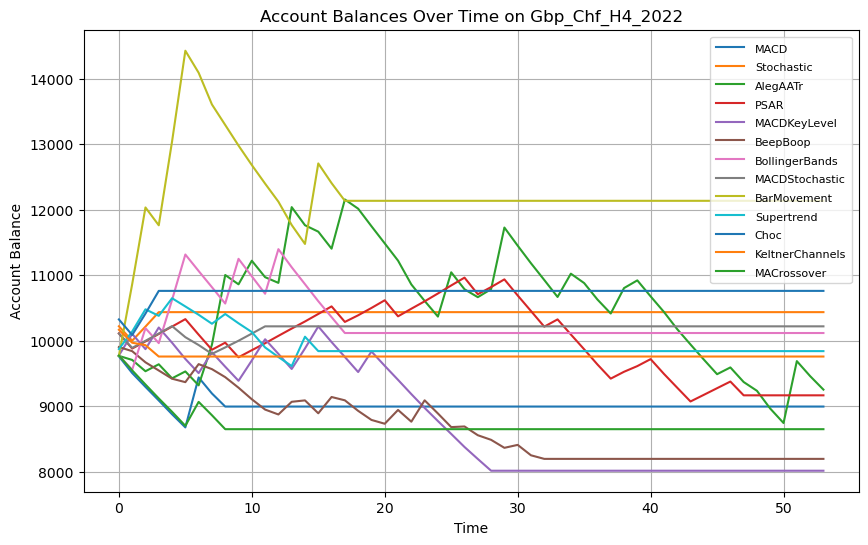 Account Balances Over Time on Gbp_Chf_H4_2022
Account Balance
14000
13000
12000
11000
10000
9000
8000
MACD
Stochastic
AlegAATr
PSAR
MACDKeyLevel
BeepBoop
BollingerBands
MACDStochastic
BarMovement
Supertrend
Choc
KeltnerChannels
MACrossover
0 10 20 30 40 50
Time